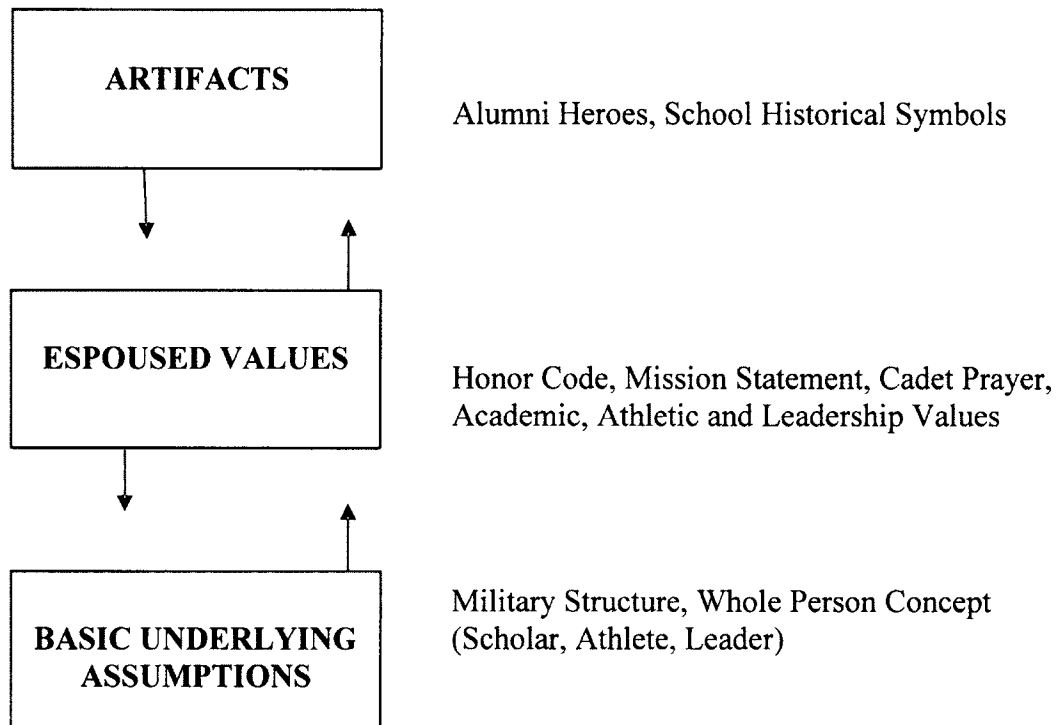 ARTIFACTS
Alumni Heroes, School Historical Symbols
ESPOUSED VALUES
Honor Code, Mission Statement, Cadet Prayer,
Academic, Athletic and Leadership Values
BASIC UNDERLYING
ASSUMPTIONS
Military Structure, Whole Person Concept
(Scholar, Athlete, Leader)